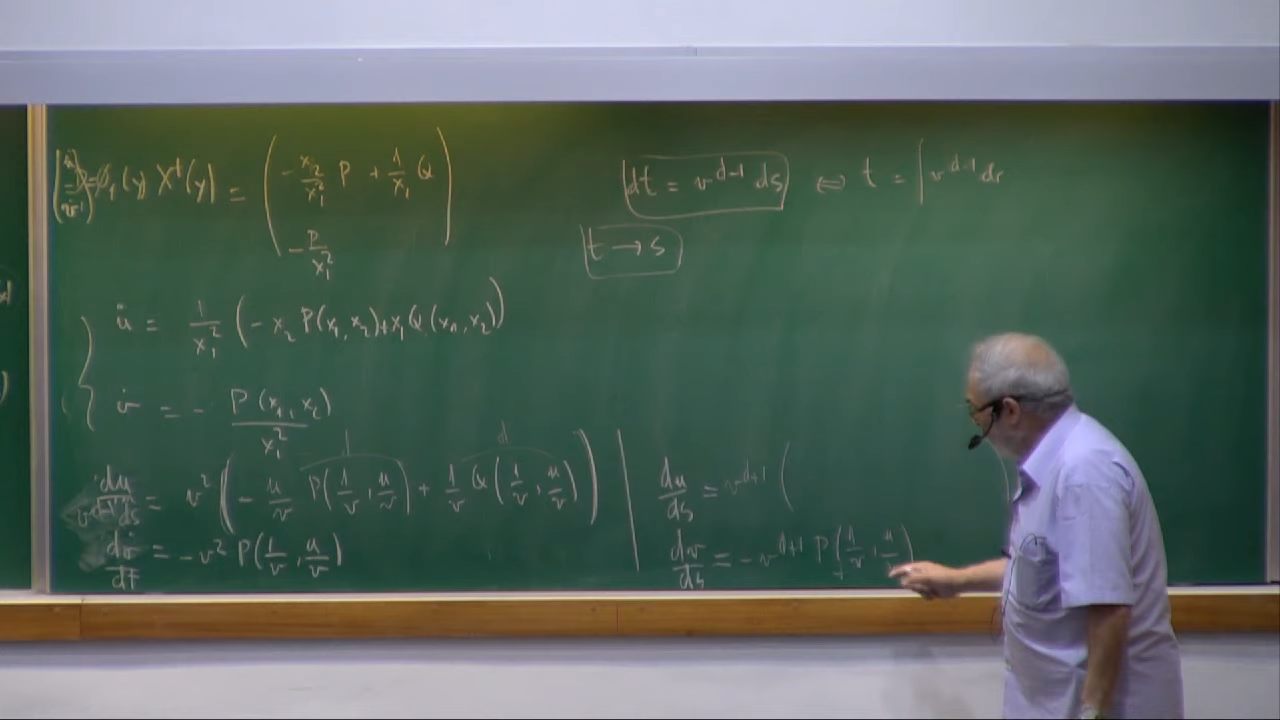 (y) X¹(y) = ( -x₂/x₁² P + 1/x₁ Q
-P/x₁² )
dt = v^{d-1} ds ⇔ t = ∫ v^{d-1} ds
t → s
u̇ = 1/x₁² ( - x₂ P(x₁, x₂) + x₁ Q(x₁, x₂) )
v̇ = - P(x₁, x₂)/x₁²
du/v^{d-1}ds = v² ( - u/v P(1/v, u/v) + 1/v Q(1/v, u/v) )
d
dv/dt = - v² P(1/v, u/v)
du/ds = v^{d+1} (
dv/ds = - v^{d+1} P(1/v, u